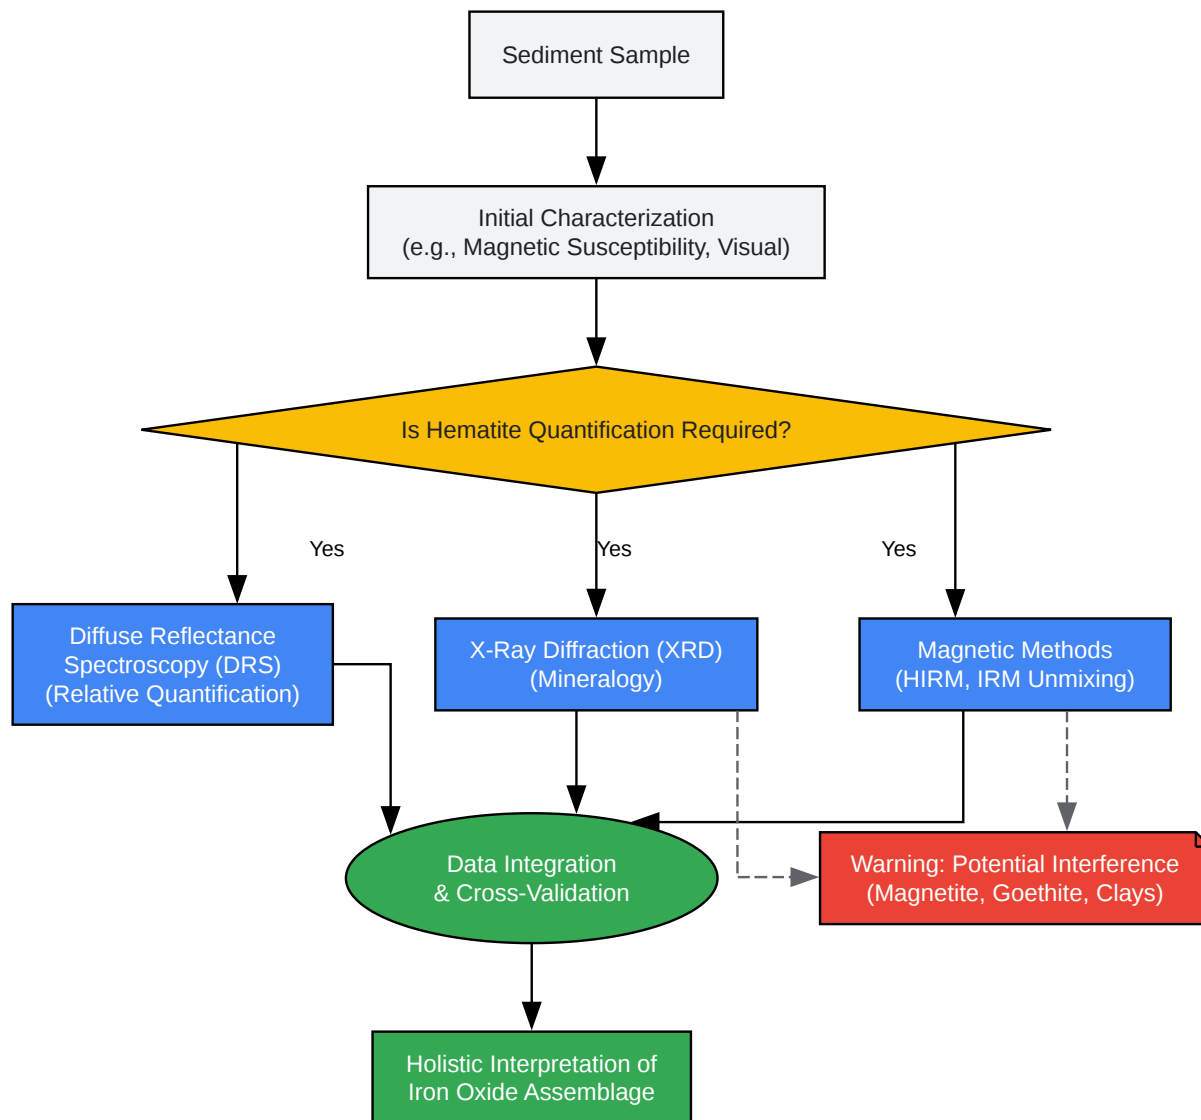 Sediment Sample
Initial Characterization
(e.g., Magnetic Susceptibility, Visual)
Is Hematite Quantification Required?
Yes
Yes
Yes
Diffuse Reflectance
Spectroscopy (DRS)
(Relative Quantification)
X-Ray Diffraction (XRD)
(Mineralogy)
Magnetic Methods
(HIRM, IRM Unmixing)
Data Integration
& Cross-Validation
Warning: Potential Interference
(Magnetite, Goethite, Clays)
Holistic Interpretation of
Iron Oxide Assemblage